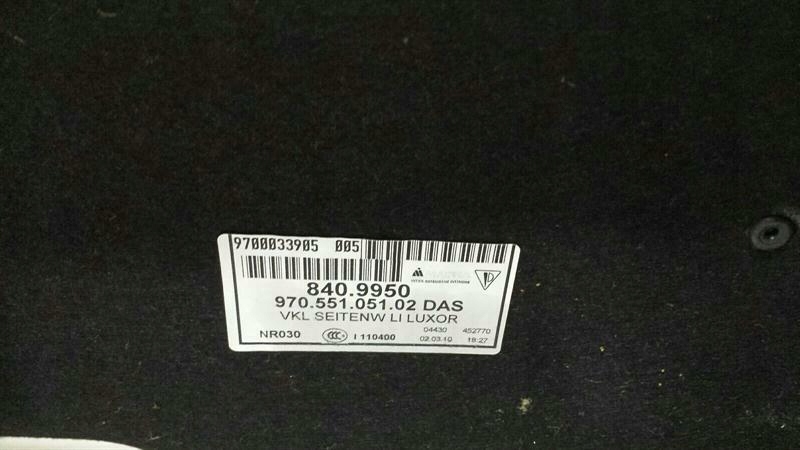 9700033905 005
840.9950
970.551.051.02 DAS
VKL SEITENW LI LUXOR
NR030 CCC I 110400
04430 452770
02.03.10 18:27